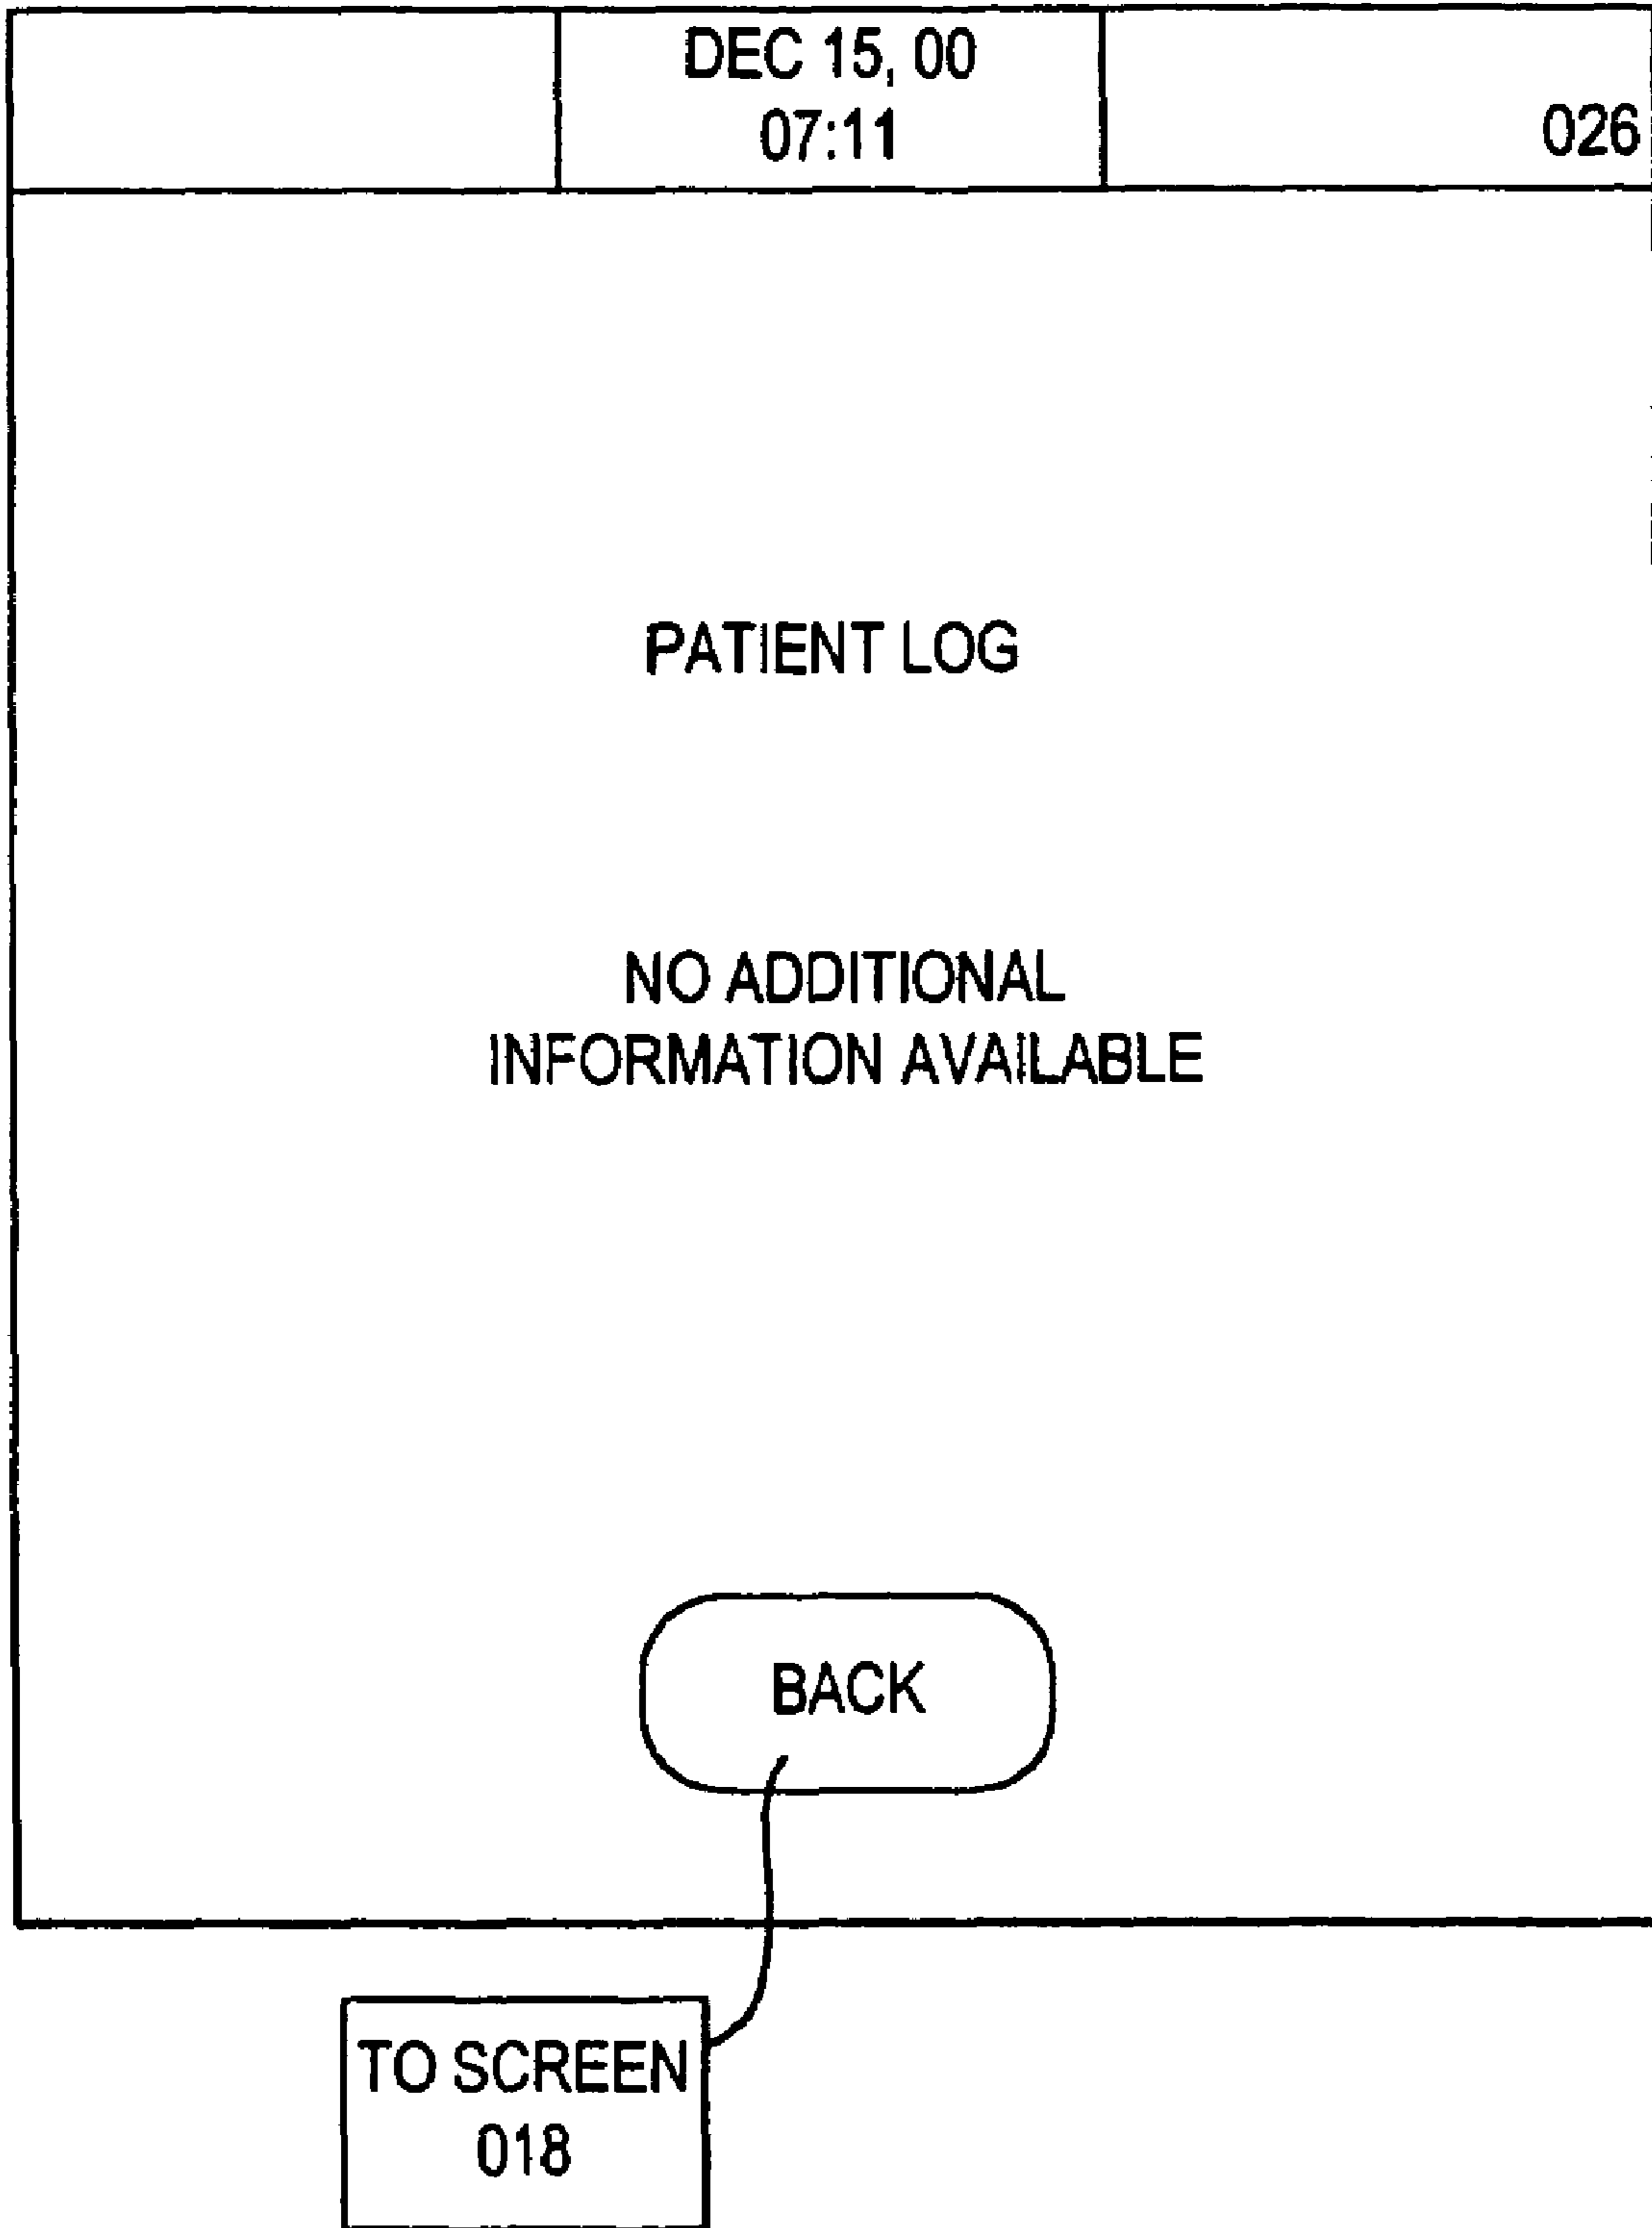 DEC 15, 00
07:11
026
PATIENT LOG
NO ADDITIONAL
INFORMATION AVAILABLE
BACK
TO SCREEN
018